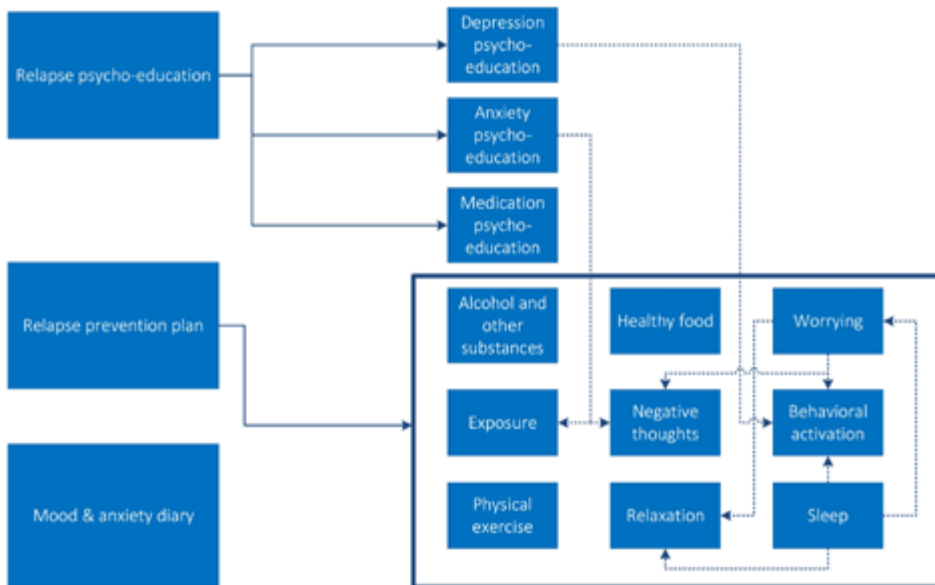 Relapse psycho-education
Depression
psycho-
education
Anxiety
psycho-
education
Medication
psycho-
education
Relapse prevention plan
Alcohol and
other
substances
Healthy food
Worrying
Exposure
Negative
thoughts
Behavioral
activation
Mood & anxiety diary
Physical
exercise
Relaxation
Sleep